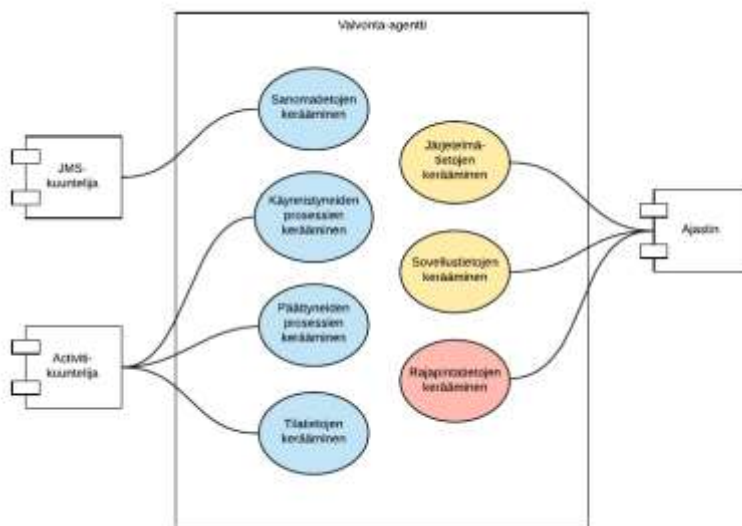 Valvonta-agentti
Sanomatietojen
kerääminen
JMS-
kuuntelija
Käynnistyneiden
prosessien
kerääminen
Päättyneiden
prosessien
kerääminen
Activiti-
kuuntelija
Tilatietojen
kerääminen
Järjetelmä-
tietojen
kerääminen
Sovellustietojen
kerääminen
Rajapintatietojen
kerääminen
Ajastin